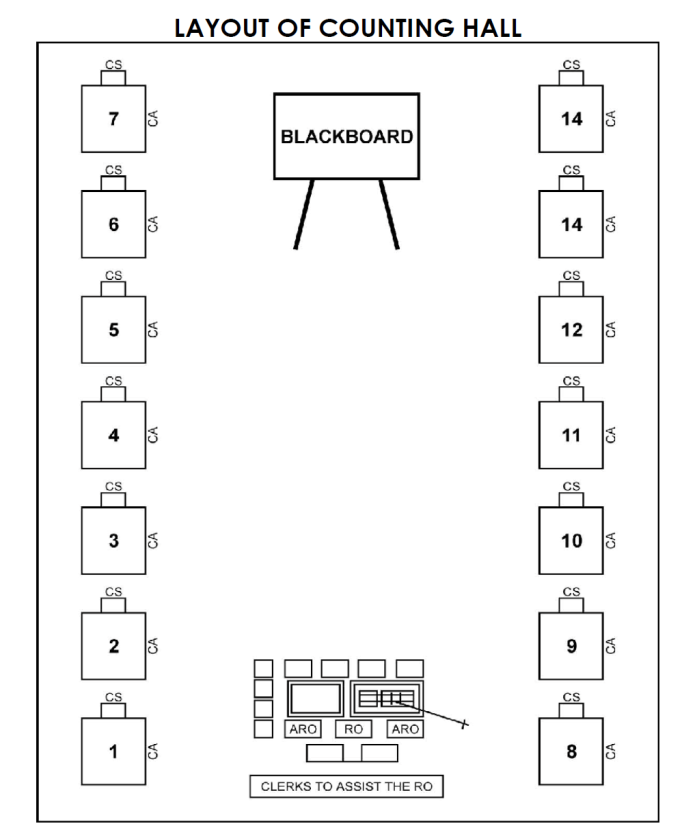 LAYOUT OF COUNTING HALL
CS
7
CA
BLACKBOARD
CS
14
CA
CS
6
CA
CS
14
CA
CS
5
CA
CS
12
CA
CS
4
CA
CS
11
CA
CS
3
CA
CS
10
CA
CS
2
CA
CS
9
CA
CS
1
CA
CS
8
CA
ARO RO ARO
CLERKS TO ASSIST THE RO